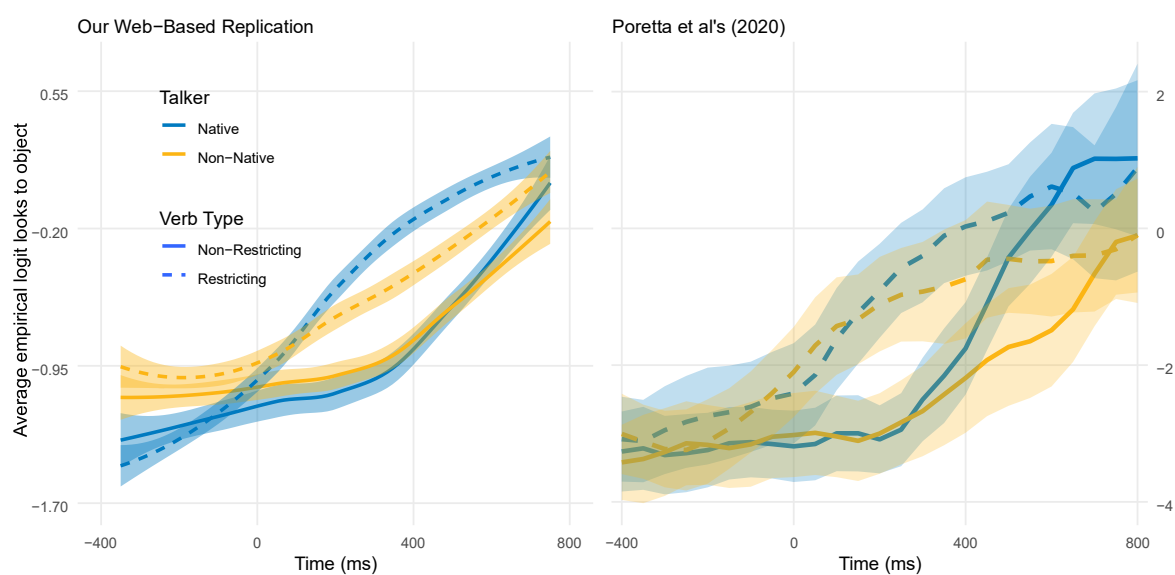 Our Web−Based Replication
Poretta et al's (2020)
Average empirical logit looks to object
0.55
−0.20
−0.95
−1.70
Talker
Native
Non−Native
Verb Type
Non−Restricting
Restricting
2
0
−2
−4
−400
0
400
800
−400
0
400
800
Time (ms)
Time (ms)